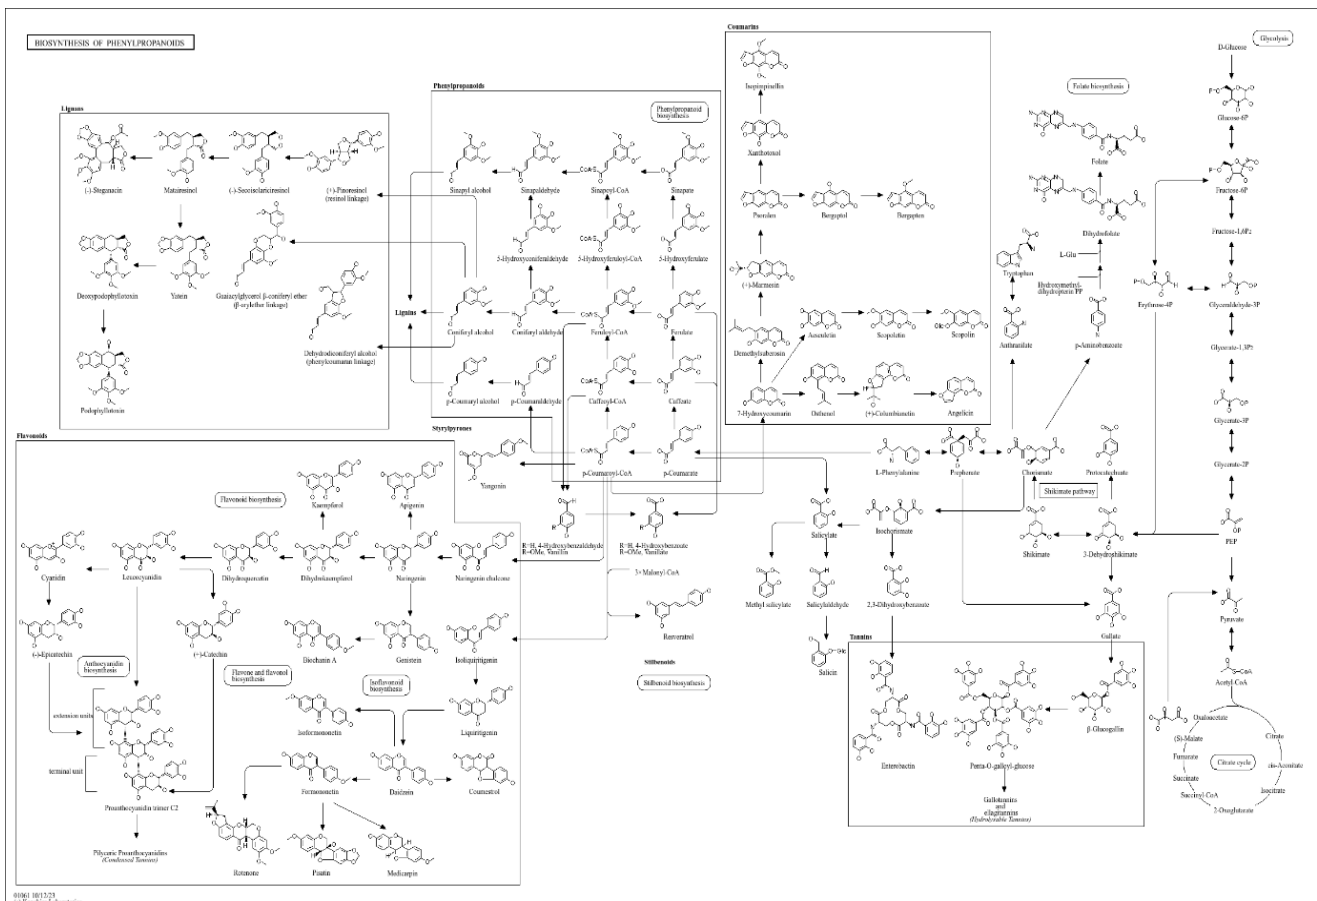 BIOSYNTHESIS OF PHENYLPROPANOIDS
Lignans
(-)-Steganacin
Matairesinol
(-)-Secoisolariciresinol
(+)-Pinoresinol
(resinol linkage)
Deoxypodophyllotoxin
Yatein
Guaiacylglycerol β-coniferyl ether
(β-arylether linkage)
Dehydrodiconiferyl alcohol
(phenylcoumaran linkage)
Podophyllotoxin
Lignins
Phenylpropanoids
Phenylpropanoid
biosynthesis
Sinapyl alcohol
Sinapaldehyde
Sinapoyl-CoA
Sinapate
5-Hydroxyconiferaldehyde
5-Hydroxyferuloyl-CoA
5-Hydroxyferulate
Coniferyl alcohol
Coniferyl aldehyde
Feruloyl-CoA
Ferulate
p-Coumaryl alcohol
p-Coumaraldehyde
Caffeoyl-CoA
Caffeate
p-Coumaroyl-CoA
p-Coumarate
Coumarins
Isopimpinellin
Xanthotoxol
Psoralen
Bergaptol
Bergapten
(+)-Marmesin
Demethylsuberosin
Aesculetin
Scopoletin
Scopolin
7-Hydroxycoumarin
Osthenol
(+)-Columbianetin
Angelicin
Glycolysis
D-Glucose
Glucose-6P
Fructose-6P
Fructose-1,6P2
Glyceraldehyde-3P
Erythrose-4P
Glycerate-1,3P2
Glycerate-3P
Glycerate-2P
PEP
Pyruvate
Acetyl-CoA
Folate biosynthesis
Folate
Dihydrofolate
L-Glu
Hydroxymethyl-
dihydropterin PP
Tryptophan
Anthranilate
p-Aminobenzoate
L-Phenylalanine
Prephenate
Chorismate
Protocatechuate
Shikimate pathway
Shikimate
3-Dehydroshikimate
Isochorismate
Salicylate
Methyl salicylate
Salicylaldehyde
2,3-Dihydroxybenzoate
Gallate
Salicin
Styrylpyrones
Yangonin
R=H, 4-Hydroxybenzaldehyde
R=OMe, Vanillin
R=H, 4-Hydroxybenzoate
R=OMe, Vanillate
3× Malonyl-CoA
Resveratrol
Stilbenoids
Stilbenoid biosynthesis
Flavonoids
Flavonoid biosynthesis
Kaempferol
Apigenin
Cyanidin
Leucocyanidin
Dihydroquercetin
Dihydrokaempferol
Naringenin
Naringenin chalcone
(-)-Epicatechin
(+)-Catechin
Biochanin A
Genistein
Isoliquiritigenin
Anthocyanidin
biosynthesis
Flavone and flavonol
biosynthesis
Isoflavonoid
biosynthesis
extension units
terminal unit
Isoformononetin
Liquiritigenin
Formononetin
Daidzein
Coumestrol
Proanthocyanidin trimer C2
(Condensed Tannins)
Rotenone
Pisatin
Medicarpin
Tannins
Enterobactin
Penta-O-galloyl-glucose
β-Glucogallin
Gallotannins
and
ellagitannins
(Hydrolyzable Tannins)
Citrate cycle
Oxaloacetate
(S)-Malate
Fumarate
Succinate
Succinyl-CoA
2-Oxoglutarate
Isocitrate
cis-Aconitate
Citrate
01061 10/12/23